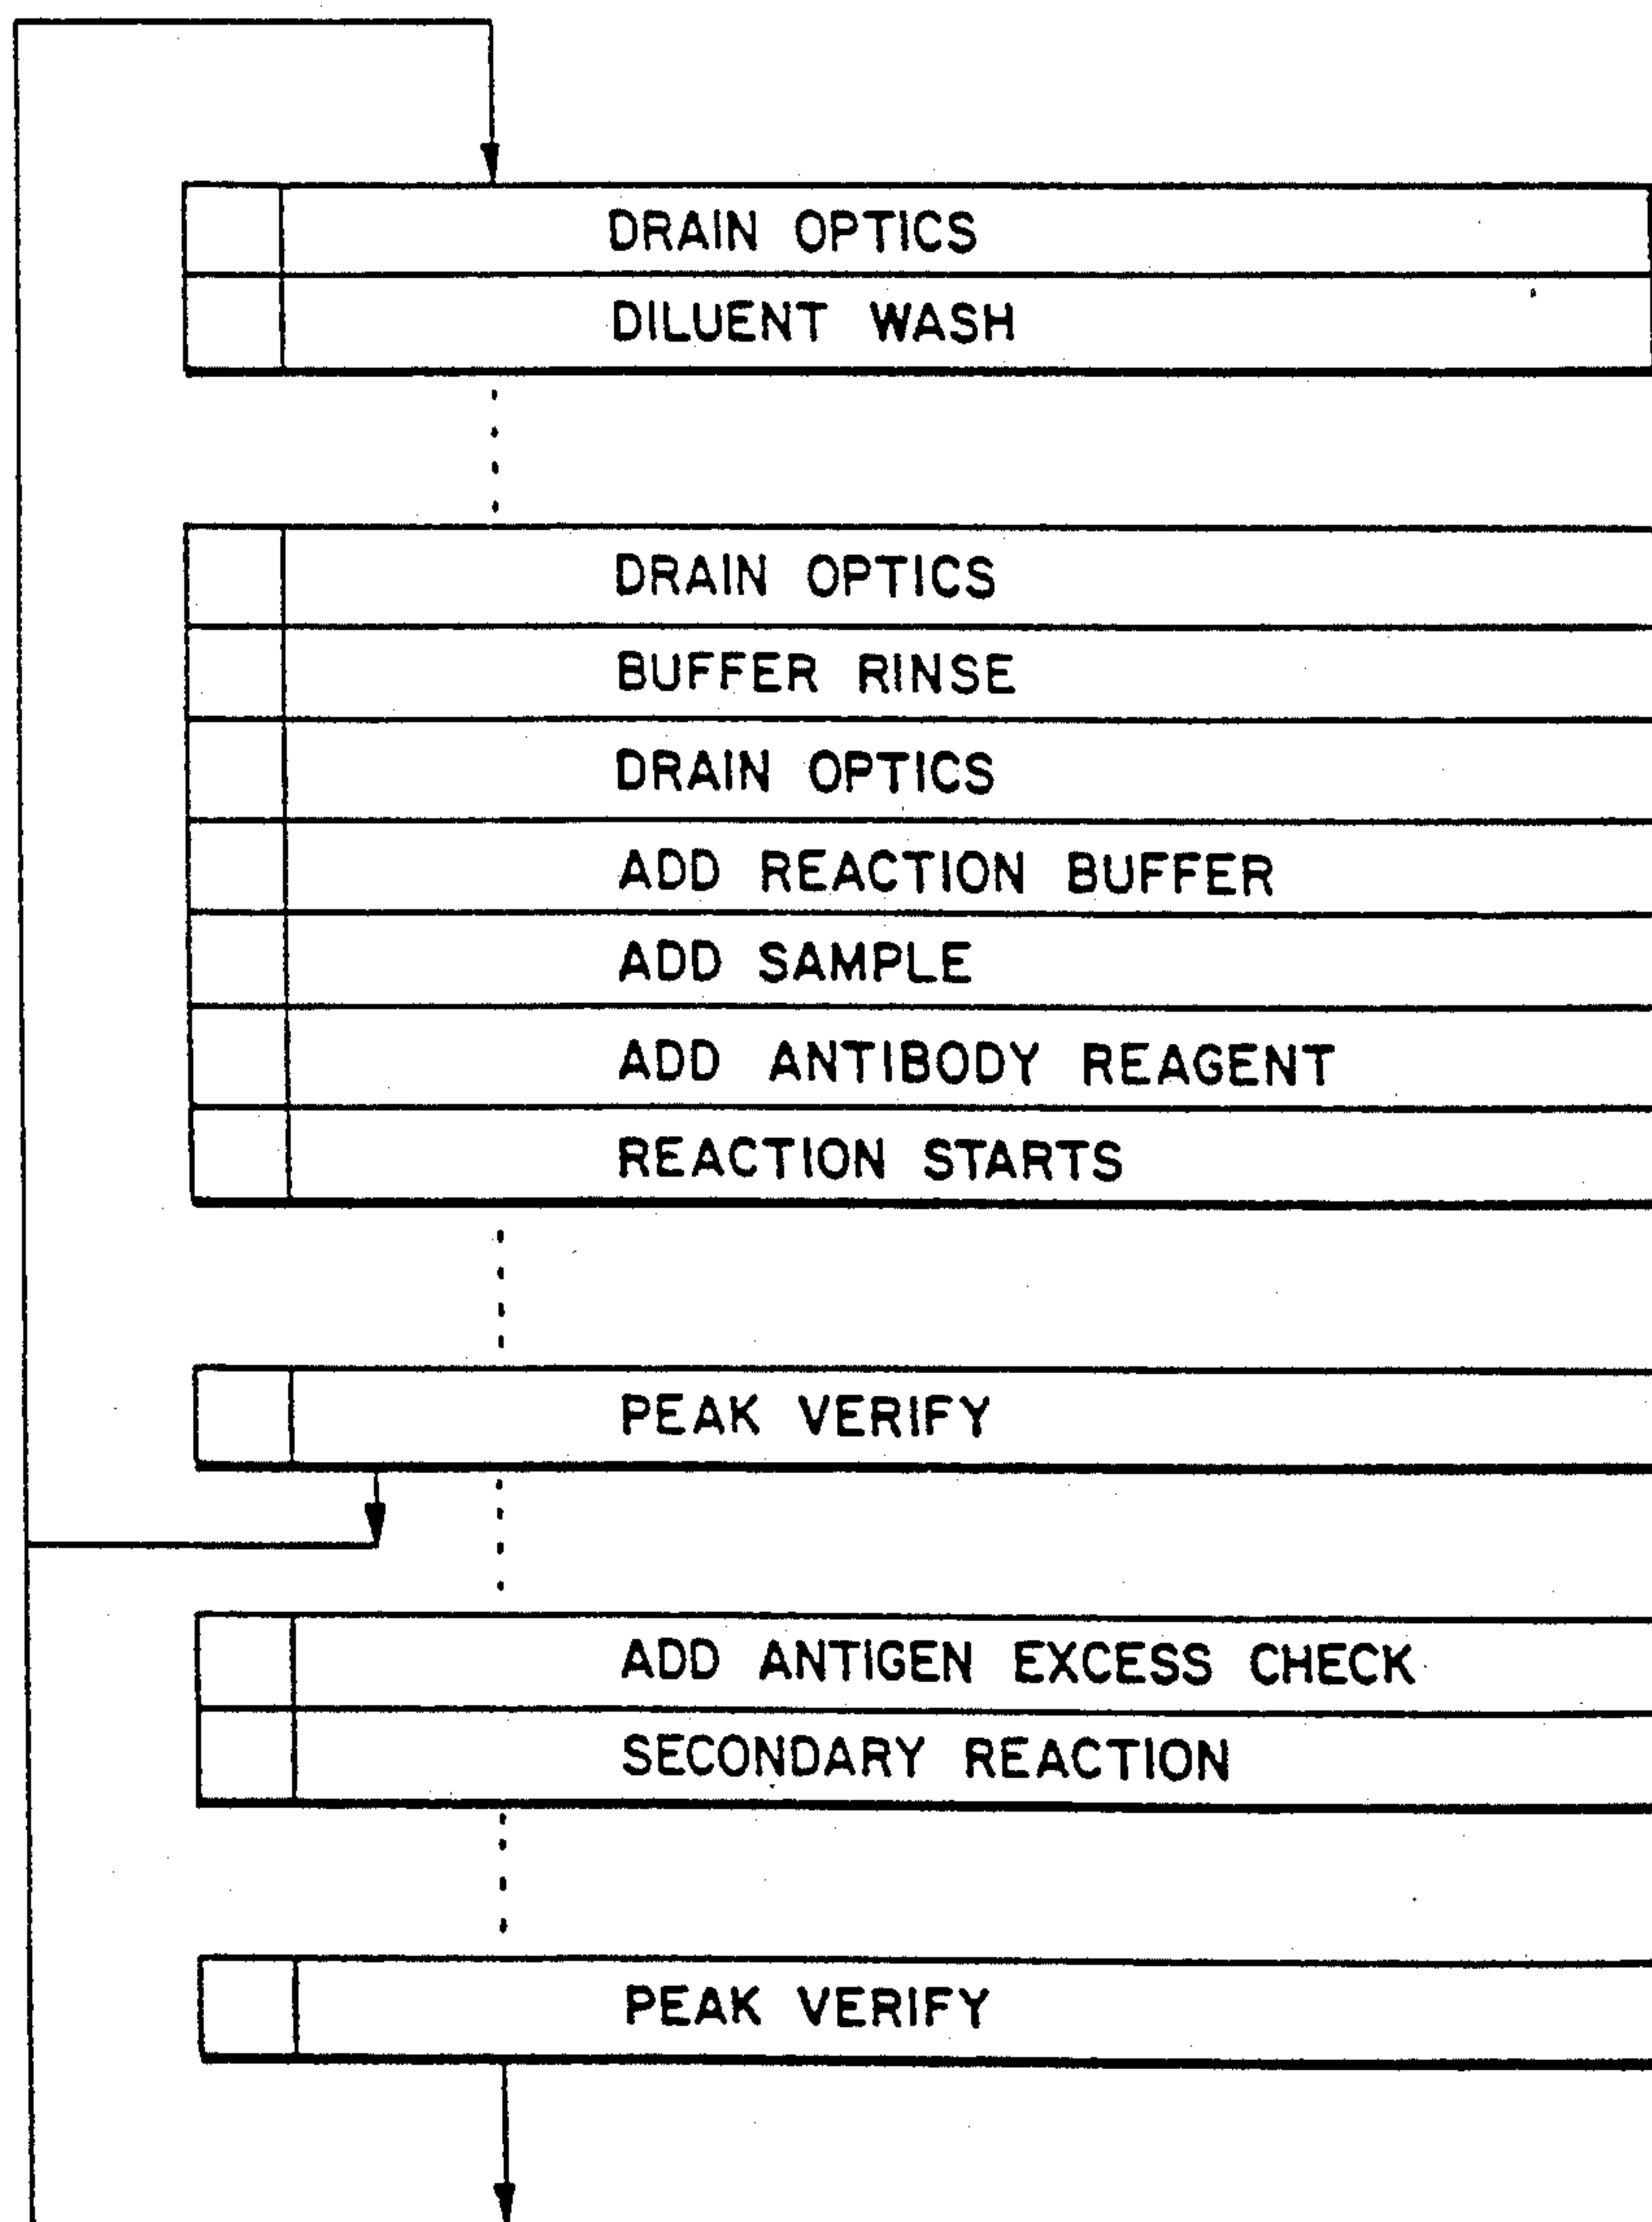 DRAIN OPTICS
DILUENT WASH
DRAIN OPTICS
BUFFER RINSE
DRAIN OPTICS
ADD REACTION BUFFER
ADD SAMPLE
ADD ANTIBODY REAGENT
REACTION STARTS
PEAK VERIFY
ADD ANTIGEN EXCESS CHECK
SECONDARY REACTION
PEAK VERIFY